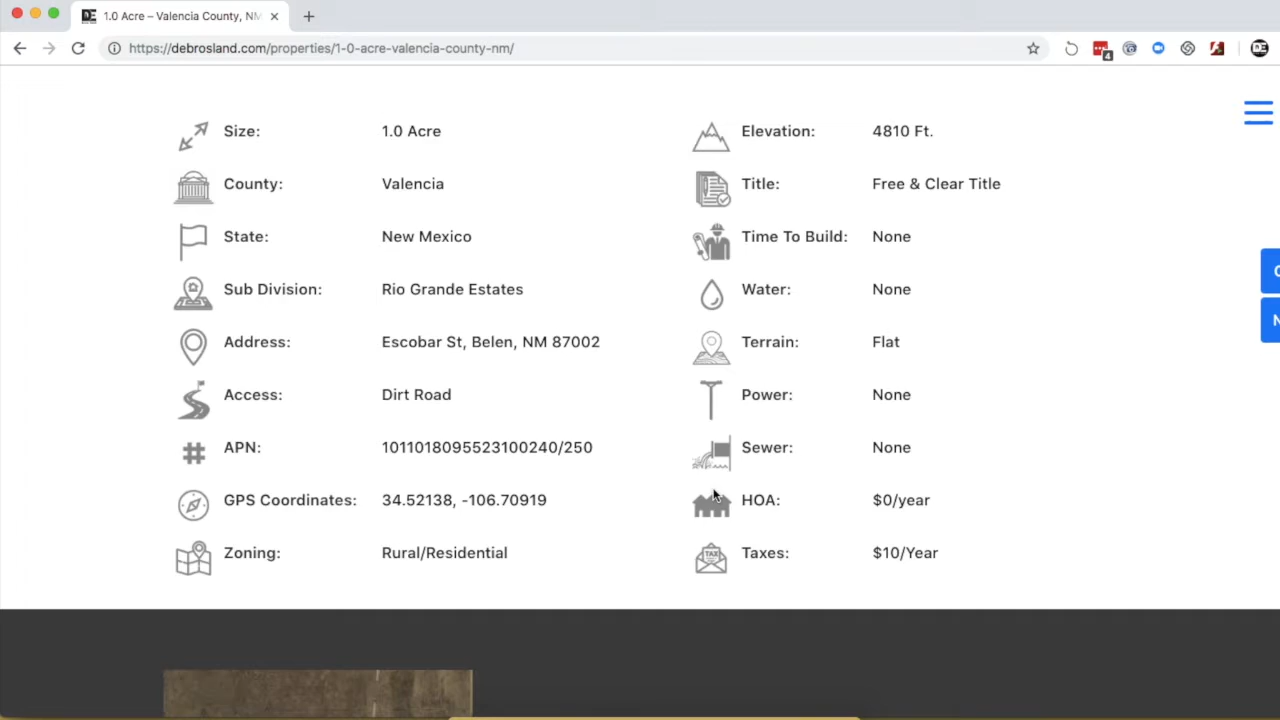 1.0 Acre – Valencia County, NM
https://debrosland.com/properties/1-0-acre-valencia-county-nm/
4
DE
Size: 1.0 Acre
County: Valencia
State: New Mexico
Sub Division: Rio Grande Estates
Address: Escobar St, Belen, NM 87002
Access: Dirt Road
APN: 1011018095523100240/250
GPS Coordinates: 34.52138, -106.70919
Zoning: Rural/Residential
Elevation: 4810 Ft.
Title: Free & Clear Title
Time To Build: None
Water: None
Terrain: Flat
Power: None
Sewer: None
HOA: $0/year
TAX
Taxes: $10/Year